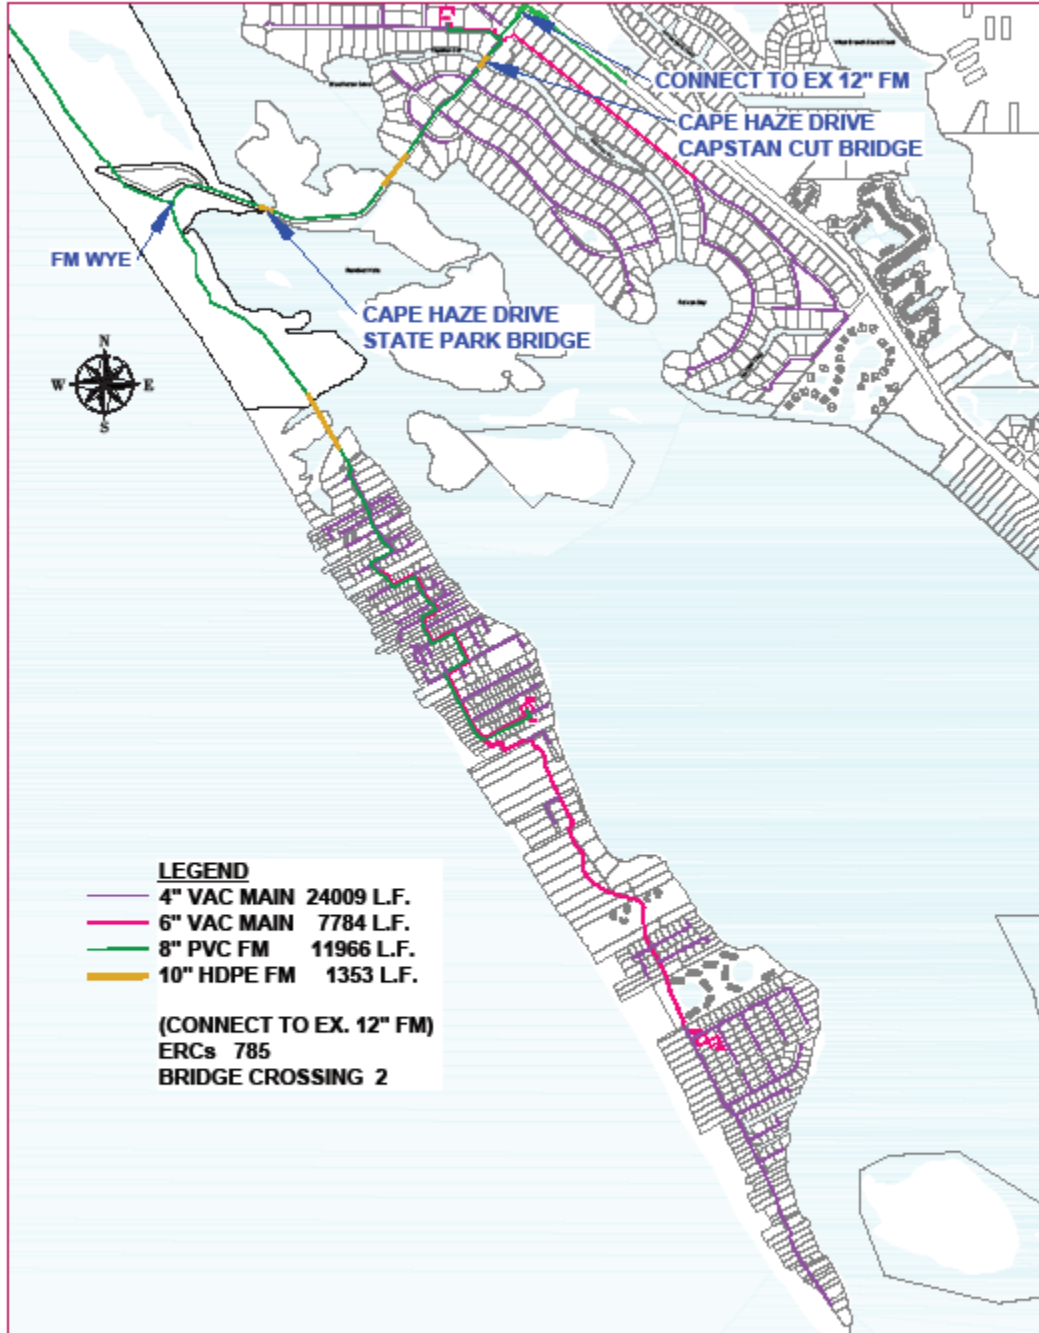 CONNECT TO EX 12" FM
CAPE HAZE DRIVE
CAPSTAN CUT BRIDGE
FM WYE
CAPE HAZE DRIVE
STATE PARK BRIDGE
N
W E
S
LEGEND
4" VAC MAIN 24009 L.F.
6" VAC MAIN 7784 L.F.
8" PVC FM 11966 L.F.
10" HDPE FM 1353 L.F.
(CONNECT TO EX. 12" FM)
ERCs 785
BRIDGE CROSSING 2